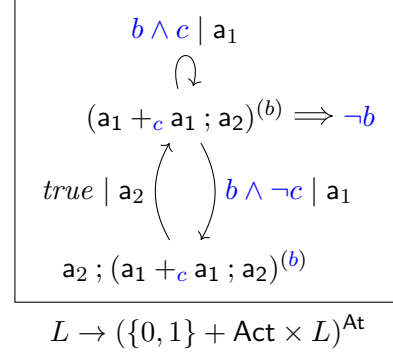 b ∧ c | a₁
(a₁ +_c a₁ ; a₂)^(b) ⟹ ¬b
true | a₂ b ∧ ¬c | a₁
a₂ ; (a₁ +_c a₁ ; a₂)^(b)
L → ({0, 1} + Act × L)^At